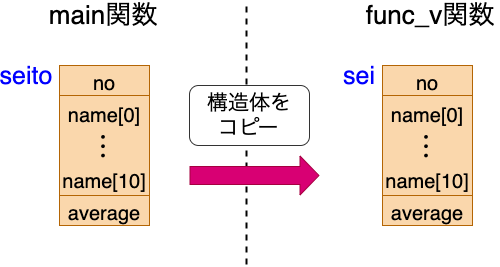 main関数
func_v関数
seito
no
name[0]
⋮
name[10]
average
構造体を
コピー
sei
no
name[0]
⋮
name[10]
average